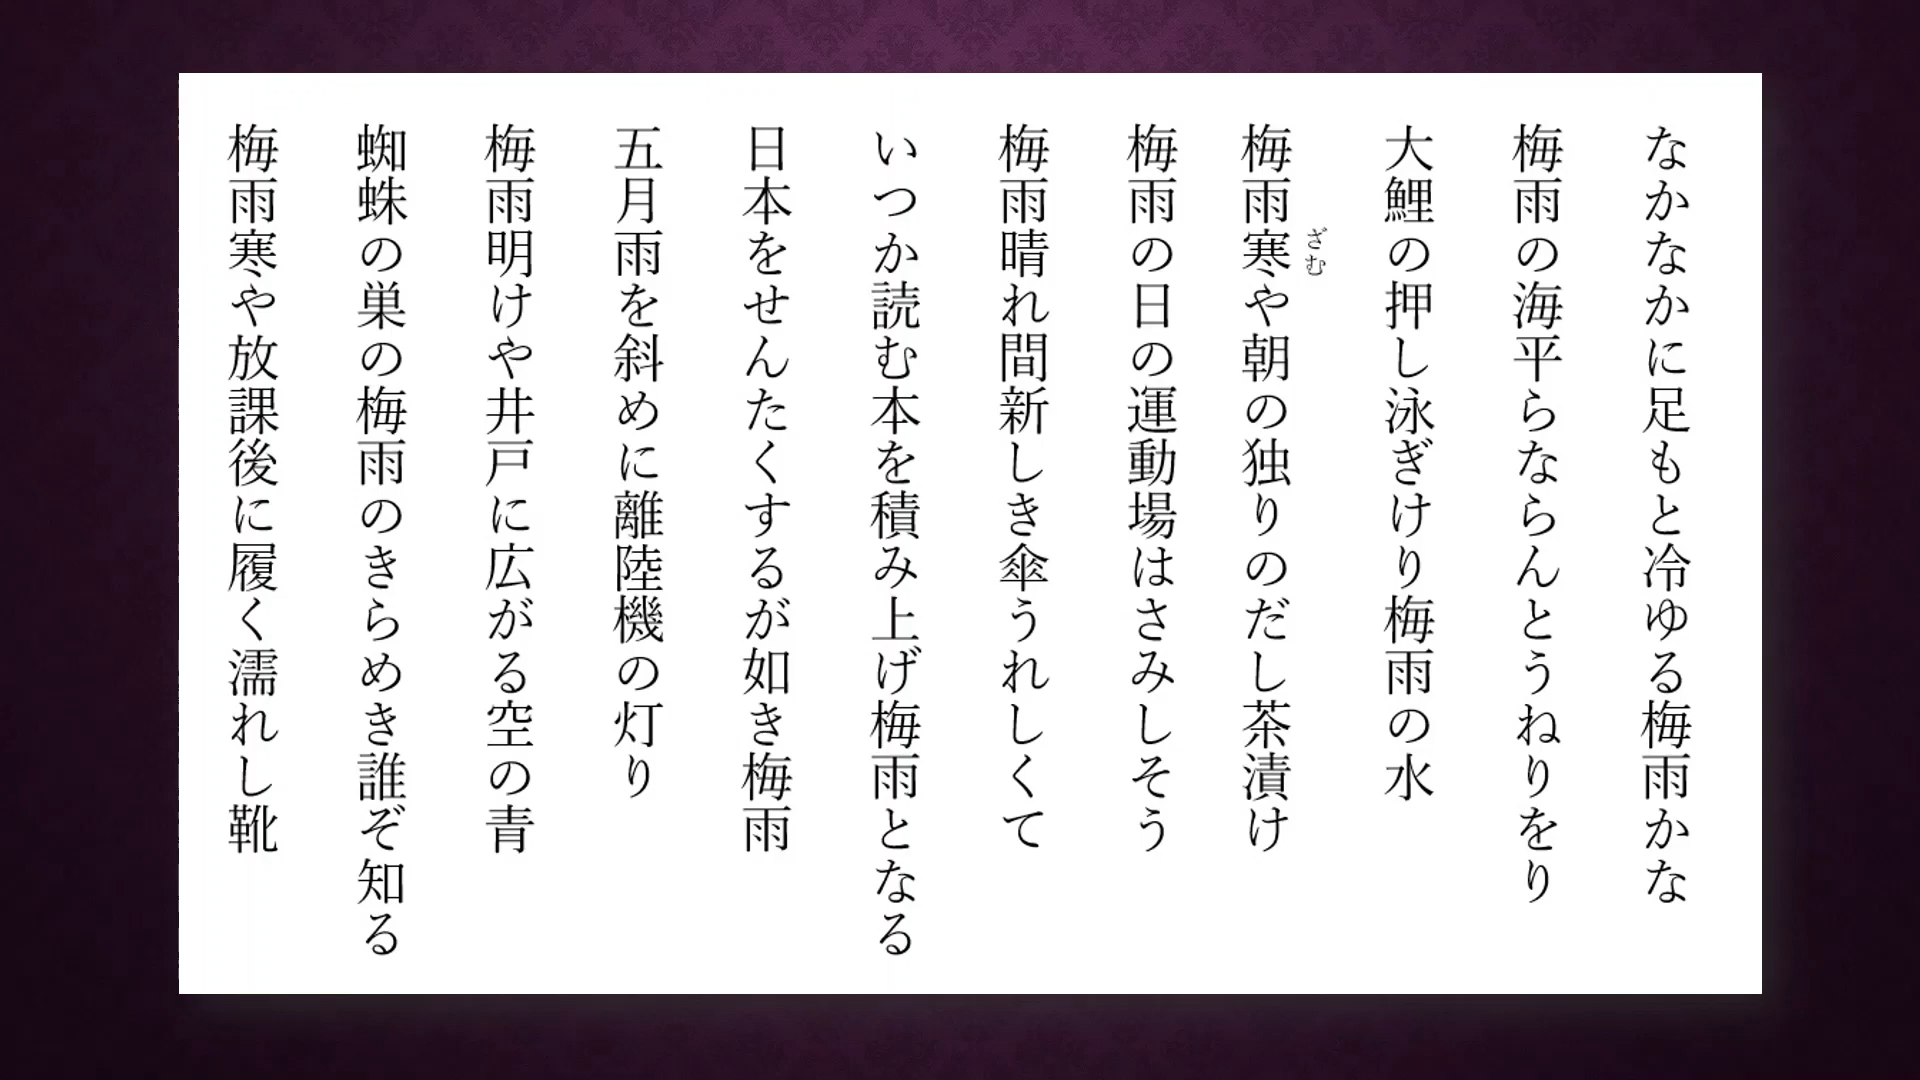 なかなかに足もと冷ゆる梅雨かな
梅雨の海平らならんとうねりをり
大鯉の押し泳ぎけり梅雨の水
梅雨寒や朝の独りのだし茶漬け
ざむ
梅雨の日の運動場はさみしそう
梅雨晴れ間新しき傘うれしくて
いつか読む本を積み上げ梅雨となる
日本をせんたくするが如き梅雨
五月雨を斜めに離陸機の灯り
梅雨明けや井戸に広がる空の青
蜘蛛の巣の梅雨のきらめき誰ぞ知る
梅雨寒や放課後に履く濡れし靴